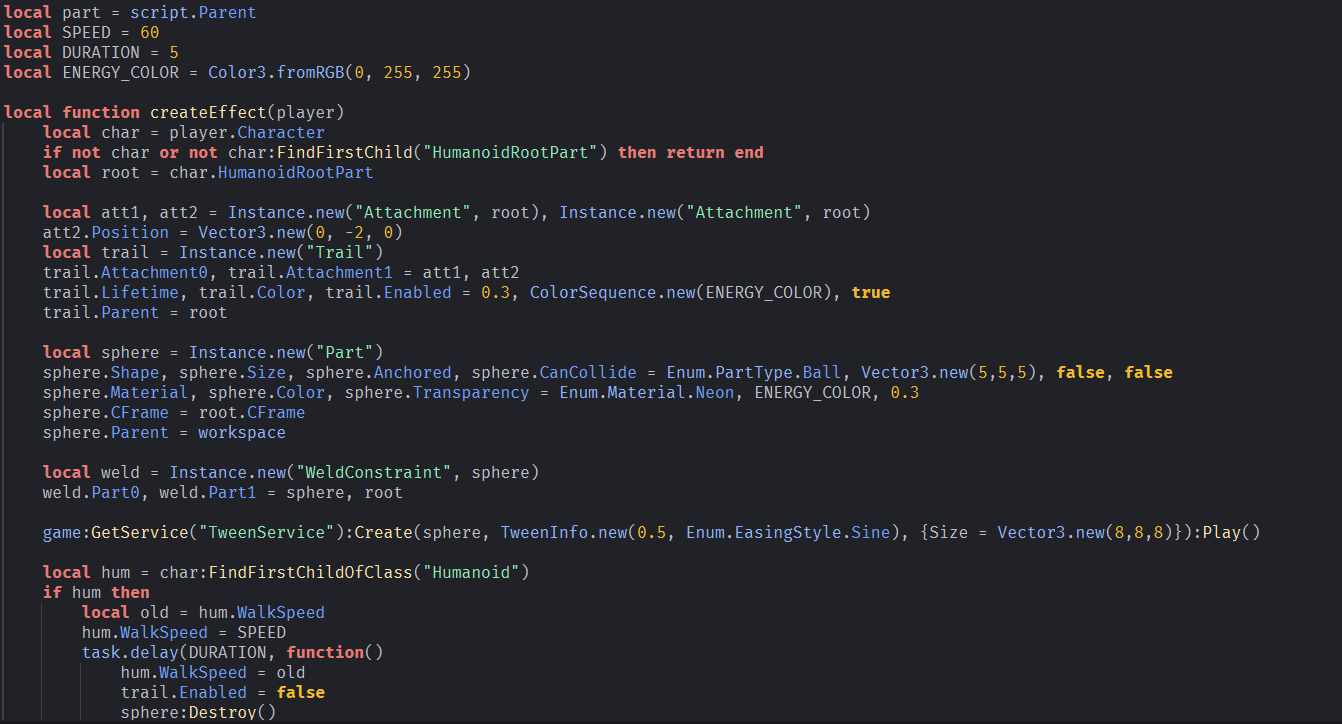 local part = script.Parent
local SPEED = 60
local DURATION = 5
local ENERGY_COLOR = Color3.fromRGB(0, 255, 255)

local function createEffect(player)
    local char = player.Character
    if not char or not char:FindFirstChild("HumanoidRootPart") then return end
    local root = char.HumanoidRootPart

    local att1, att2 = Instance.new("Attachment", root), Instance.new("Attachment", root)
    att2.Position = Vector3.new(0, -2, 0)
    local trail = Instance.new("Trail")
    trail.Attachment0, trail.Attachment1 = att1, att2
    trail.Lifetime, trail.Color, trail.Enabled = 0.3, ColorSequence.new(ENERGY_COLOR), true
    trail.Parent = root

    local sphere = Instance.new("Part")
    sphere.Shape, sphere.Size, sphere.Anchored, sphere.CanCollide = Enum.PartType.Ball, Vector3.new(5,5,5), false, false
    sphere.Material, sphere.Color, sphere.Transparency = Enum.Material.Neon, ENERGY_COLOR, 0.3
    sphere.CFrame = root.CFrame
    sphere.Parent = workspace

    local weld = Instance.new("WeldConstraint", sphere)
    weld.Part0, weld.Part1 = sphere, root

    game:GetService("TweenService"):Create(sphere, TweenInfo.new(0.5, Enum.EasingStyle.Sine), {Size = Vector3.new(8,8,8)}):Play()

    local hum = char:FindFirstChildOfClass("Humanoid")
    if hum then
        local old = hum.WalkSpeed
        hum.WalkSpeed = SPEED
        task.delay(DURATION, function()
            hum.WalkSpeed = old
            trail.Enabled = false
            sphere:Destroy()